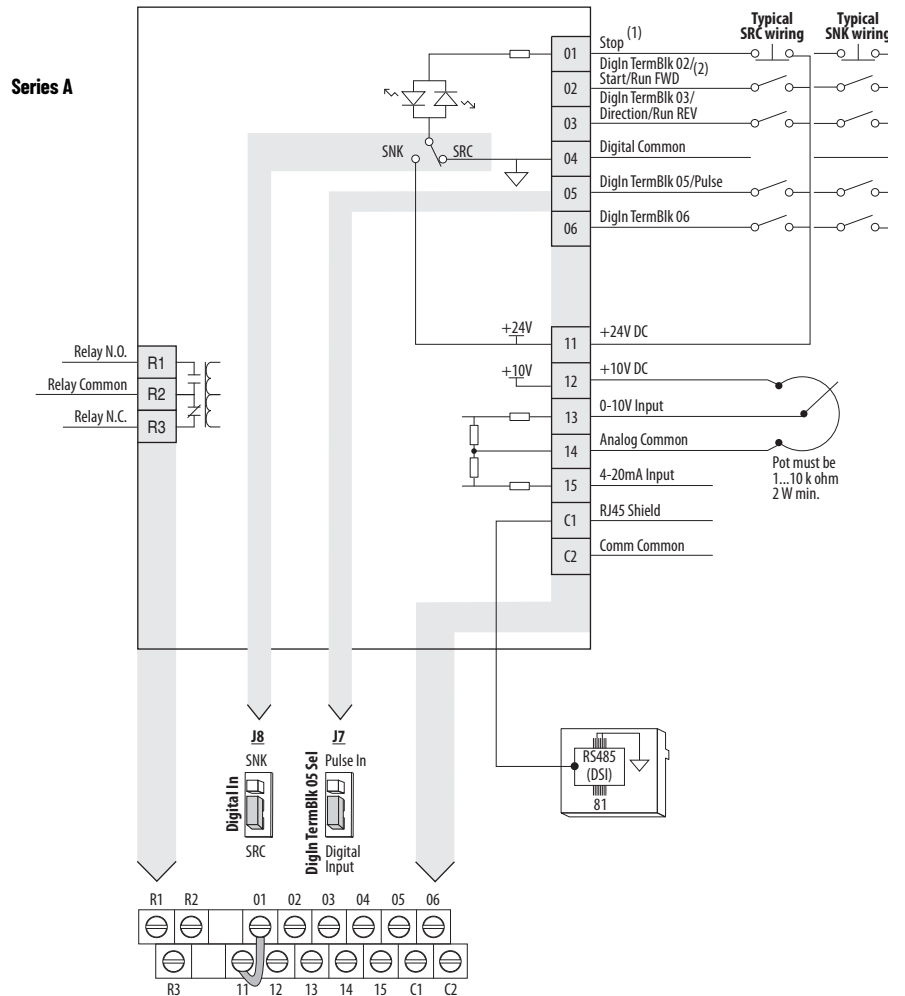 Series A
Typical
SRC wiring
Typical
SNK wiring
01
Stop (1)
02
DigIn TermBlk 02/(2)
Start/Run FWD
03
DigIn TermBlk 03/
Direction/Run REV
SNK
SRC
04
Digital Common
05
DigIn TermBlk 05/Pulse
06
DigIn TermBlk 06
+24V
11
+24V DC
+10V
12
+10V DC
13
0-10V Input
14
Analog Common
15
4-20mA Input
C1
RJ45 Shield
C2
Comm Common
Pot must be
1...10 k ohm
2 W min.
Relay N.O.
R1
Relay Common
R2
Relay N.C.
R3
J8
SNK
Digital In
SRC
J7
Pulse In
DigIn TermBlk 05 Sel
Digital
Input
RS485
(DSI)
81
R1 R2 01 02 03 04 05 06
R3 11 12 13 14 15 C1 C2